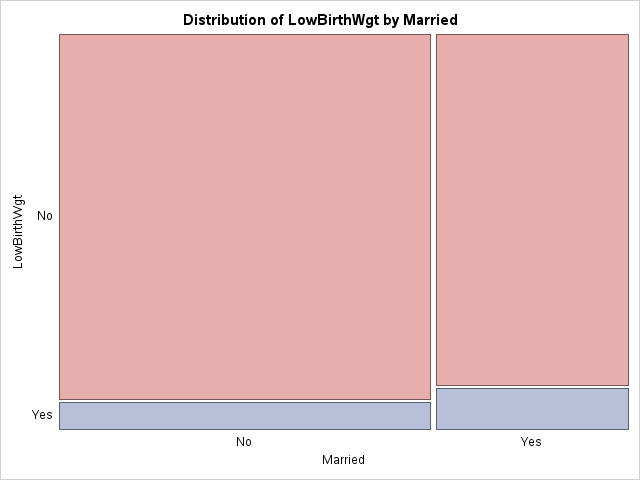 Distribution of LowBirthWgt by Married
LowBirthWgt
No
Yes
No
Yes
Married